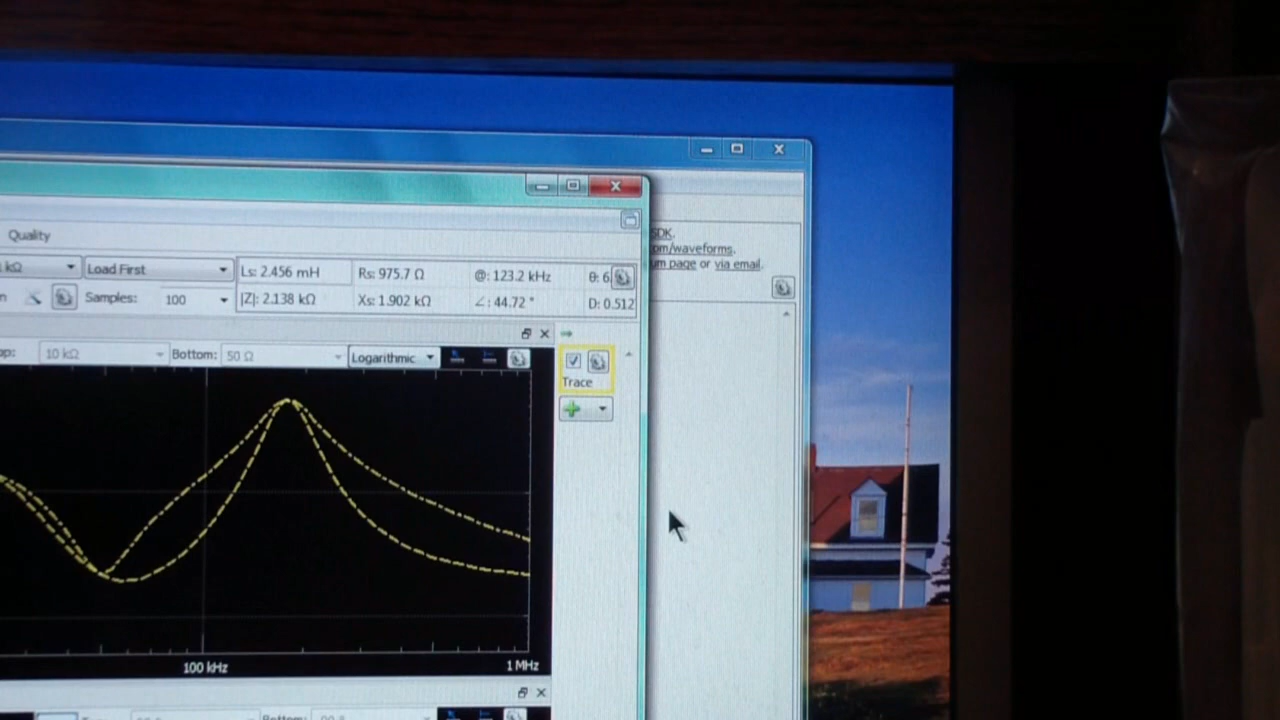 SDK.
om/waveforms.
um page or via email.
Quality
kΩ
Load First
Ls: 2.456 mH
Rs: 975.7 Ω
@: 123.2 kHz
θ: 6
Samples:
100
|Z|: 2.138 kΩ
Xs: 1.902 kΩ
∠: 44.72 °
D: 0.512
op:
10 kΩ
Bottom:
50 Ω
Logarithmic
Trace
100 kHz
1 MHz
Bottom: